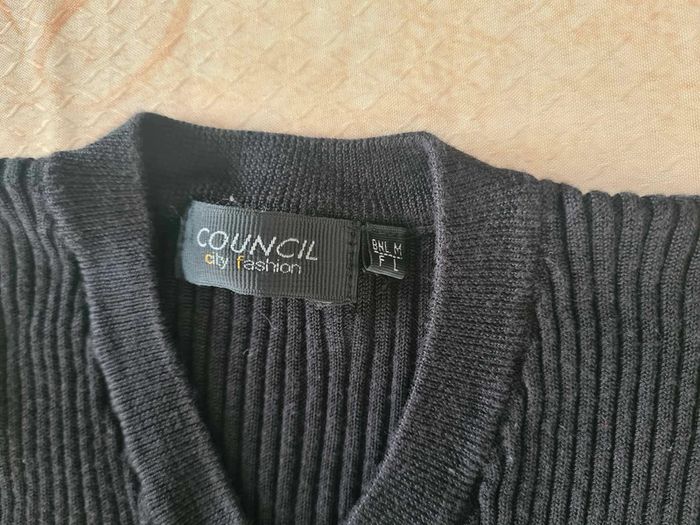 COUNCIL
city fashion
BNL M
F L